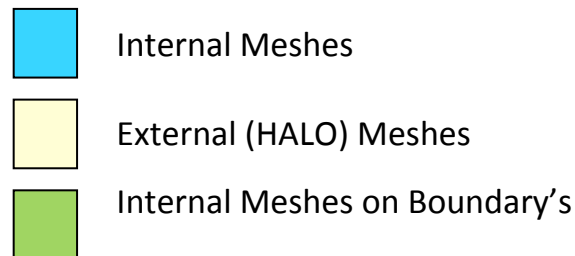 Internal Meshes
External (HALO) Meshes
Internal Meshes on Boundary’s